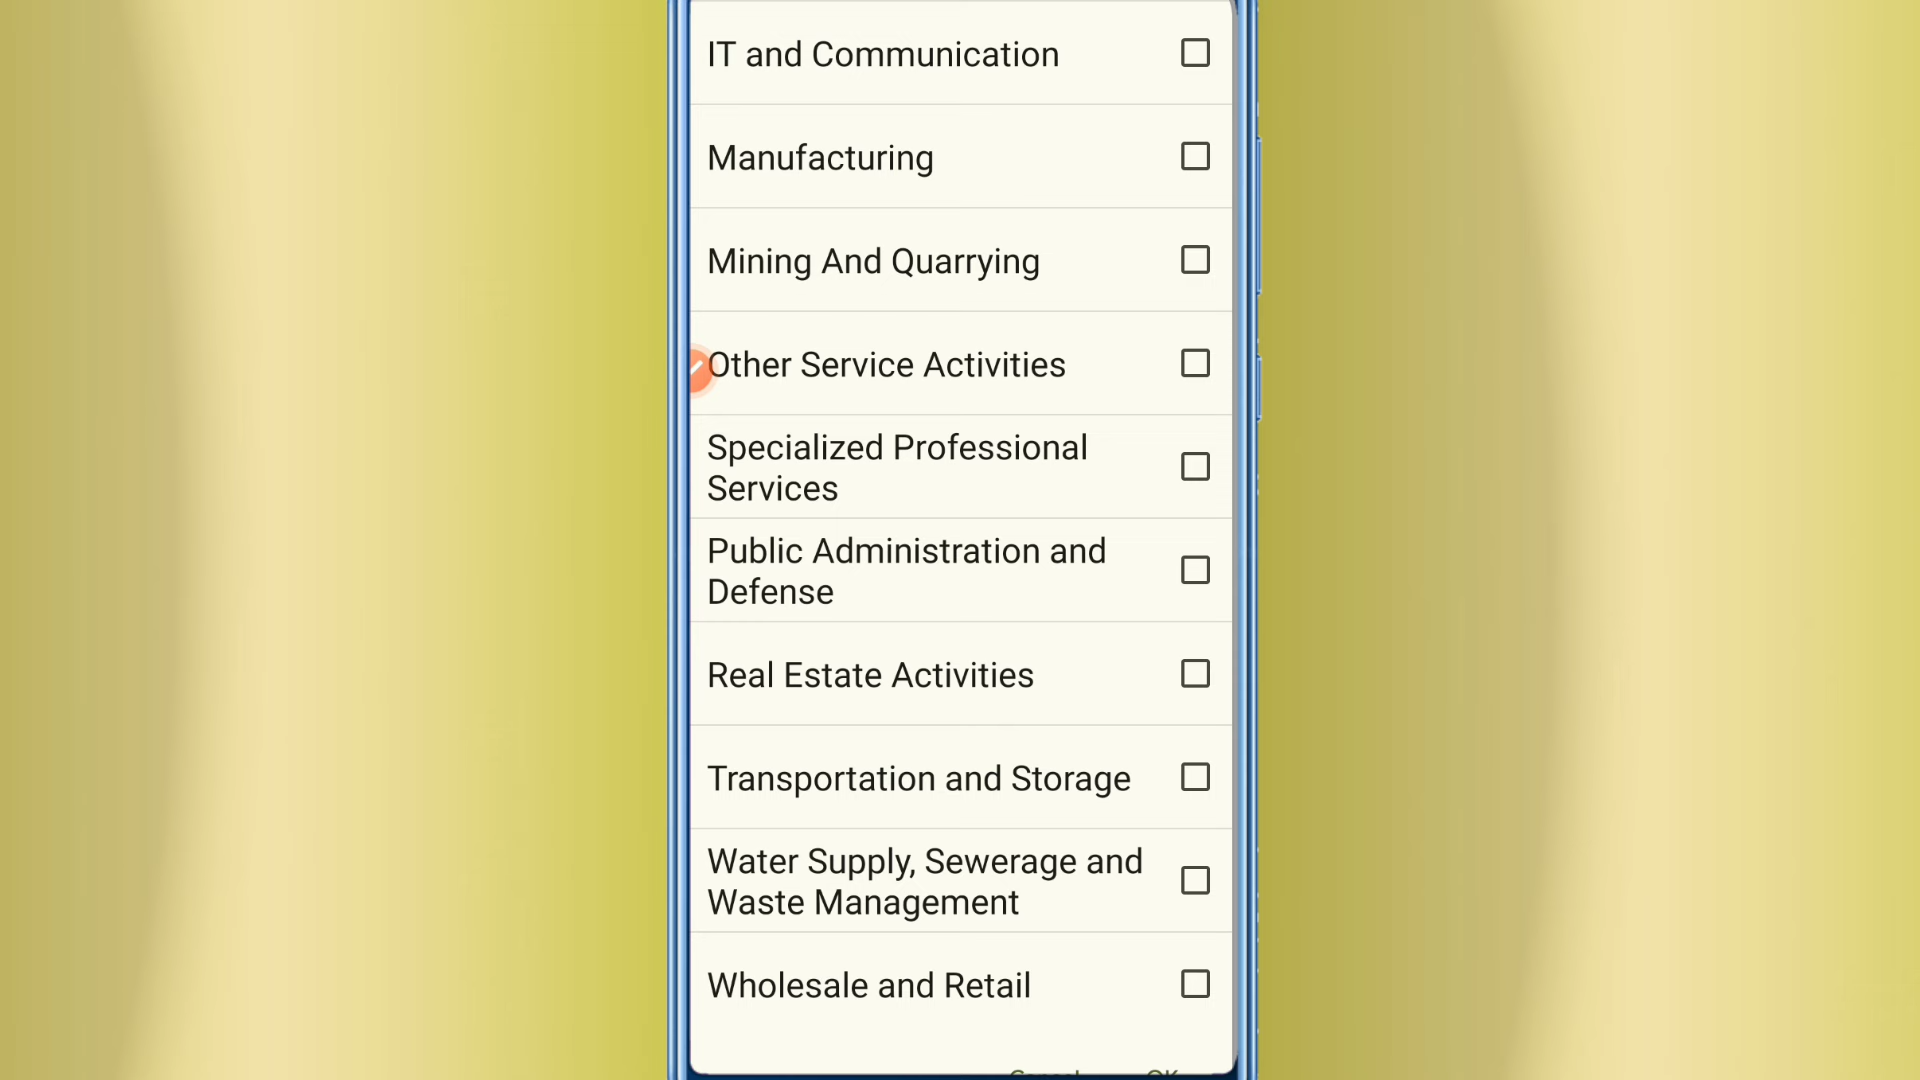 IT and Communication
Manufacturing
Mining And Quarrying
Other Service Activities
Specialized Professional
Services
Public Administration and
Defense
Real Estate Activities
Transportation and Storage
Water Supply, Sewerage and
Waste Management
Wholesale and Retail